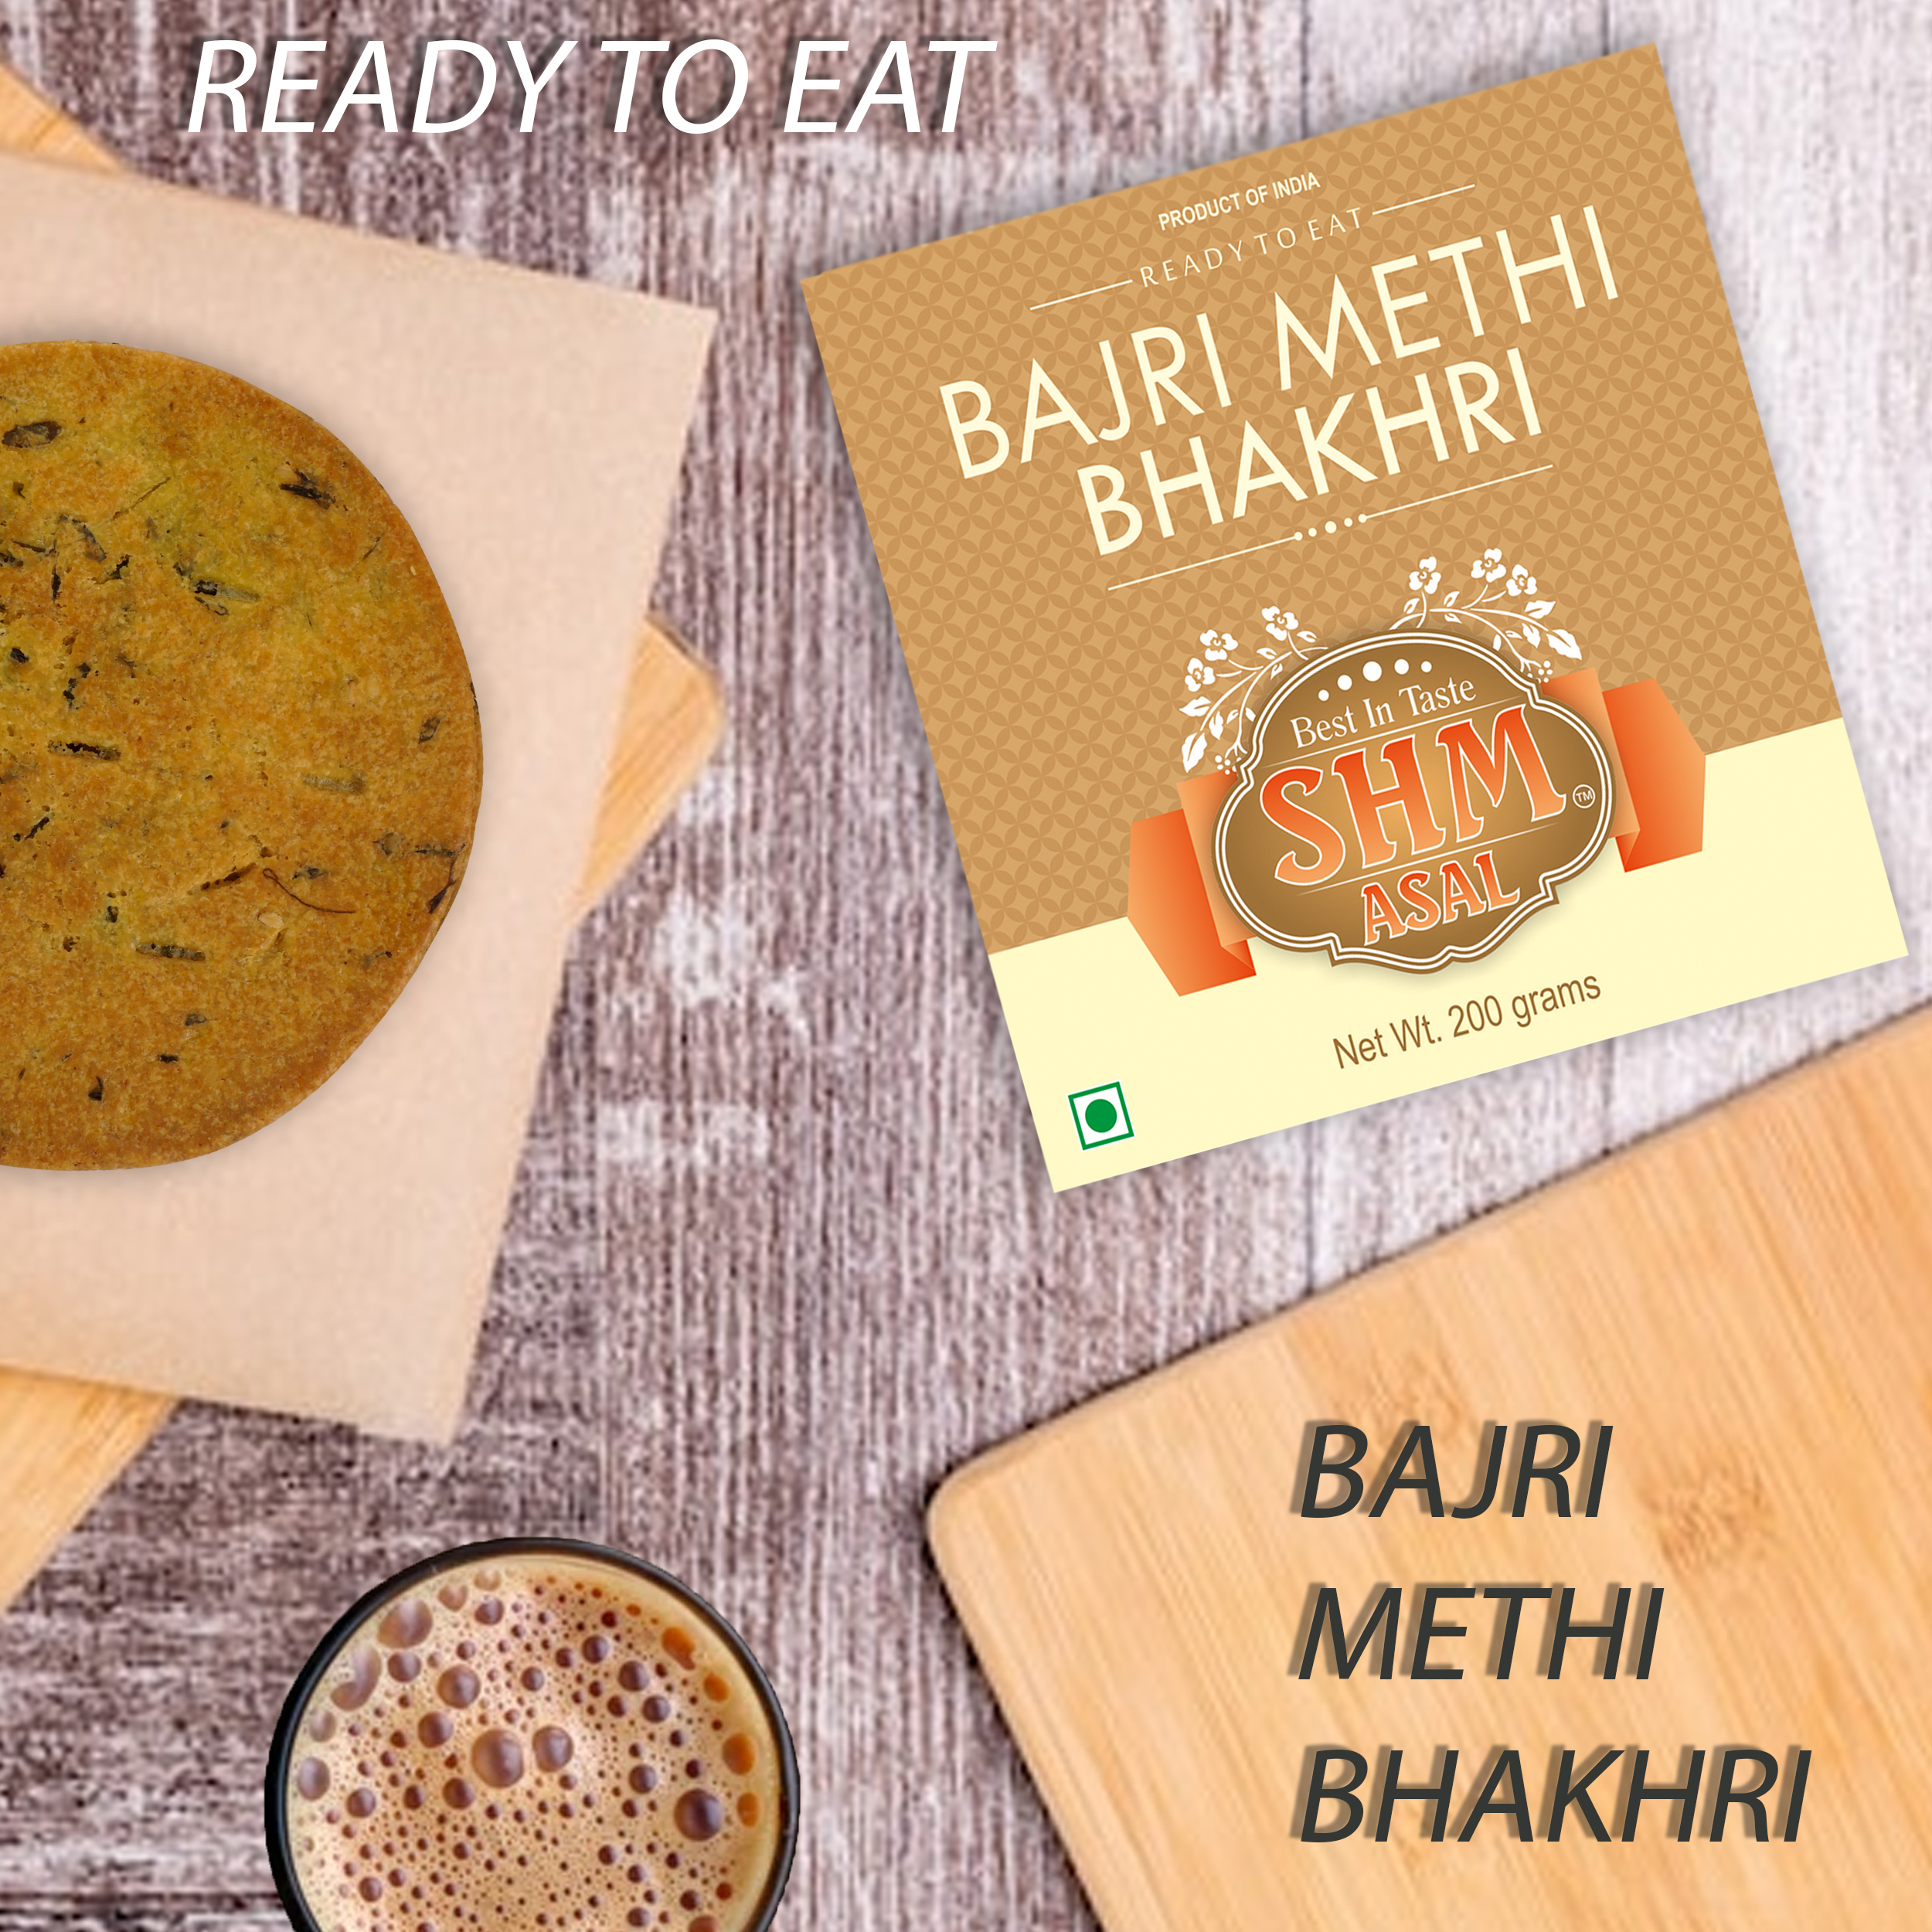 READY TO EAT
PRODUCT OF INDIA
READY TO EAT
BAJRI METHI
BHAKHRI
Best In Taste
SHM
TM
ASAL
Net Wt. 200 grams
BAJRI
METHI
BHAKHRI